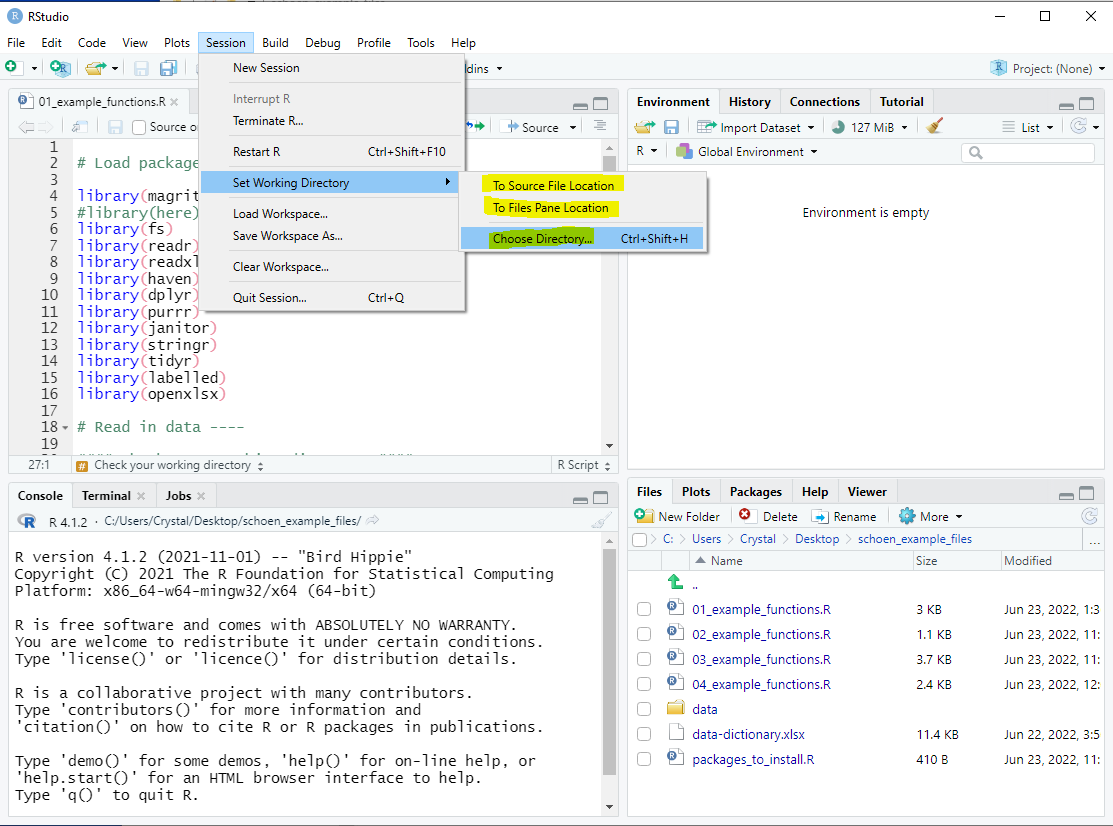 RStudio
File Edit Code View Plots Session Build Debug Profile Tools Help
Project: (None)
01_example_functions.R
Source
Source
1
2 # Load package
3
4 library(magrit
5 #library(here)
6 library(fs)
7 library(readr)
8 library(readxl
9 library(haven)
10 library(dplyr)
11 library(purrr)
12 library(janitor)
13 library(stringr)
14 library(tidyr)
15 library(labelled)
16 library(openxlsx)
17
18 # Read in data ----
19
27:1 # Check your working directory R Script
New Session
Interrupt R
Terminate R...
Restart R Ctrl+Shift+F10
Set Working Directory
Load Workspace...
Save Workspace As...
Clear Workspace...
Quit Session... Ctrl+Q
To Source File Location
To Files Pane Location
Choose Directory... Ctrl+Shift+H
Environment History Connections Tutorial
Import Dataset 127 MiB List
R Global Environment
Environment is empty
Console Terminal Jobs
R 4.1.2 · C:/Users/Crystal/Desktop/schoen_example_files/
R version 4.1.2 (2021-11-01) -- "Bird Hippie"
Copyright (C) 2021 The R Foundation for Statistical Computing
Platform: x86_64-w64-mingw32/x64 (64-bit)
R is free software and comes with ABSOLUTELY NO WARRANTY.
You are welcome to redistribute it under certain conditions.
Type 'license()' or 'licence()' for distribution details.
R is a collaborative project with many contributors.
Type 'contributors()' for more information and
'citation()' on how to cite R or R packages in publications.
Type 'demo()' for some demos, 'help()' for on-line help, or
'help.start()' for an HTML browser interface to help.
Type 'q()' to quit R.
Files Plots Packages Help Viewer
New Folder Delete Rename More
C: Users Crystal Desktop schoen_example_files ...
Name Size Modified
..
01_example_functions.R 3 KB Jun 23, 2022, 1:3
02_example_functions.R 1.1 KB Jun 23, 2022, 11:
03_example_functions.R 3.7 KB Jun 23, 2022, 11:
04_example_functions.R 2.4 KB Jun 23, 2022, 12:
data
data-dictionary.xlsx 11.4 KB Jun 22, 2022, 3:5
packages_to_install.R 410 B Jun 23, 2022, 11: